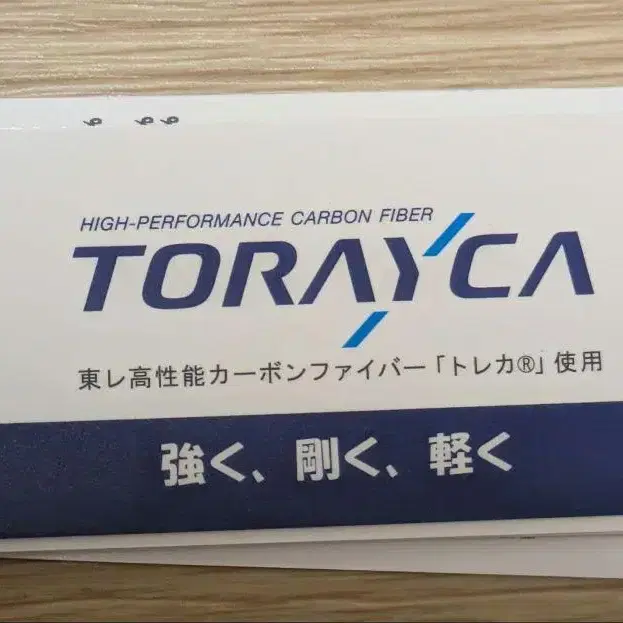 HIGH-PERFORMANCE CARBON FIBER
TORAYCA
東レ高性能カーボンファイバー「トレカ®」使用
強く、剛く、軽く